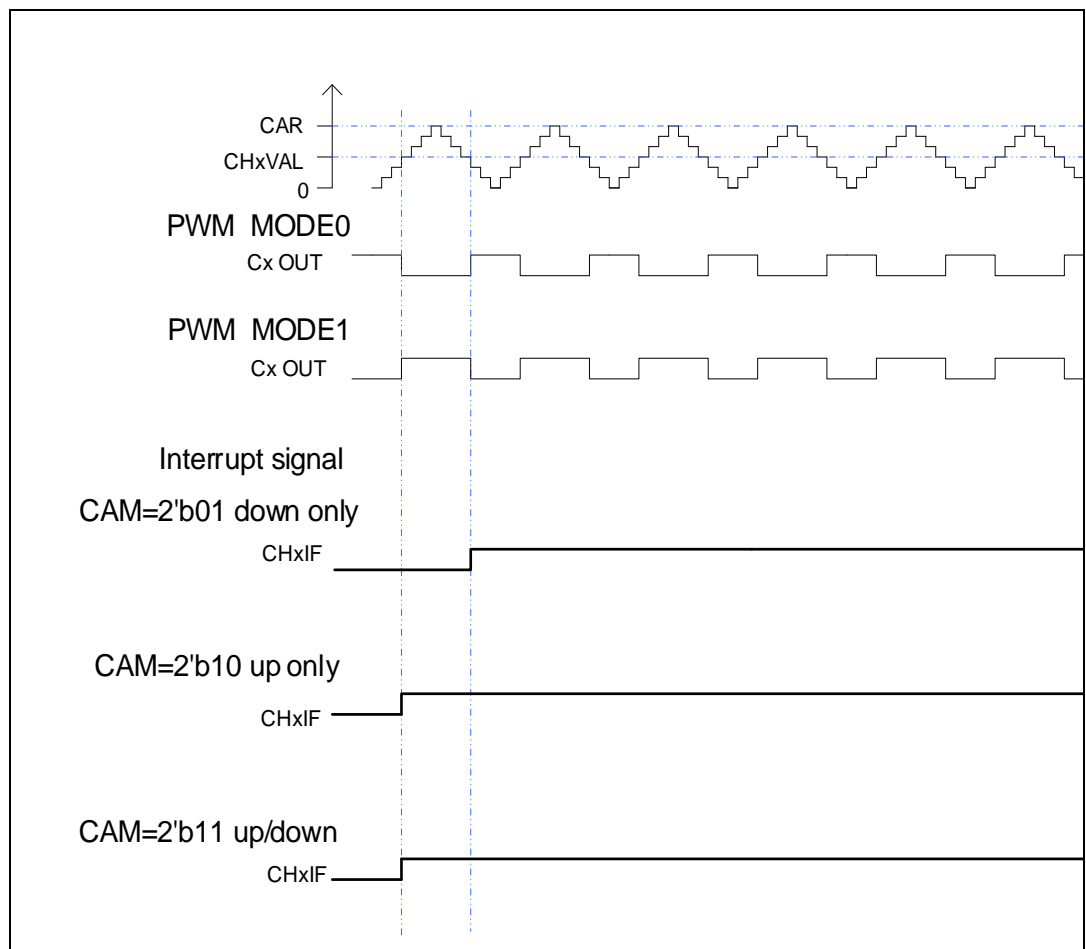 CAR
CHxVAL
0
PWM MODE0
Cx OUT
PWM MODE1
Cx OUT
Interrupt signal
CAM=2'b01 down only
CHxIF
CAM=2'b10 up only
CHxIF
CAM=2'b11 up/down
CHxIF